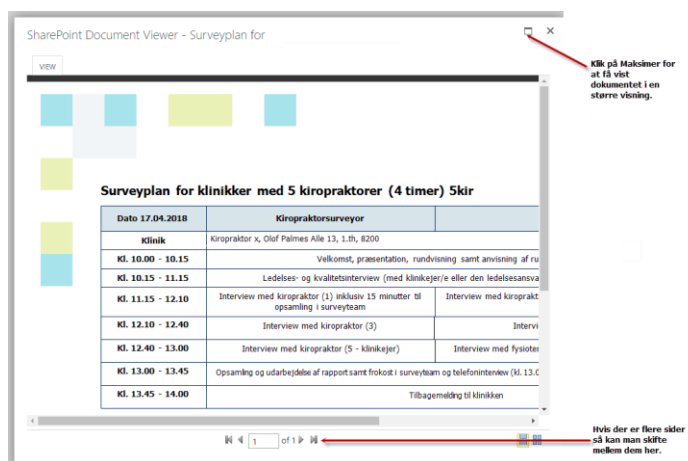 SharePoint Document Viewer - Surveyplan for
VIEW
Klik på Maksimer for
at få vist
dokumentet i en
større visning.
Surveyplan for klinikker med 5 kiropraktorer (4 timer) 5kir
Dato 17.04.2018 Kiropraktorsurveyor
Klinik Kiropraktor x, Olof Palmes Alle 13, 1.th, 8200
Kl. 10.00 - 10.15 Velkomst, præsentation, rundvisning samt anvisning af ru
Kl. 10.15 - 11.15 Ledelses- og kvalitetsinterview (med klinikejer/e eller den ledelsesansva
Kl. 11.15 - 12.10 Interview med kiropraktor (1) inklusiv 15 minutter til Interview med kiroprakt
opsamling i surveyteam
Kl. 12.10 - 12.40 Interview med kiropraktor (3) Intervi
Kl. 12.40 - 13.00 Interview med kiropraktor (5 - klinikejer) Interview med fysioter
Kl. 13.00 - 13.45 Opsamling og udarbejdelse af rapport samt frokost i surveyteam og telefoninterview (kl. 13.0
Kl. 13.45 - 14.00 Tilbagemelding til klinikken
1 of 1
Hvis der er flere sider
så kan man skifte
mellem dem her.